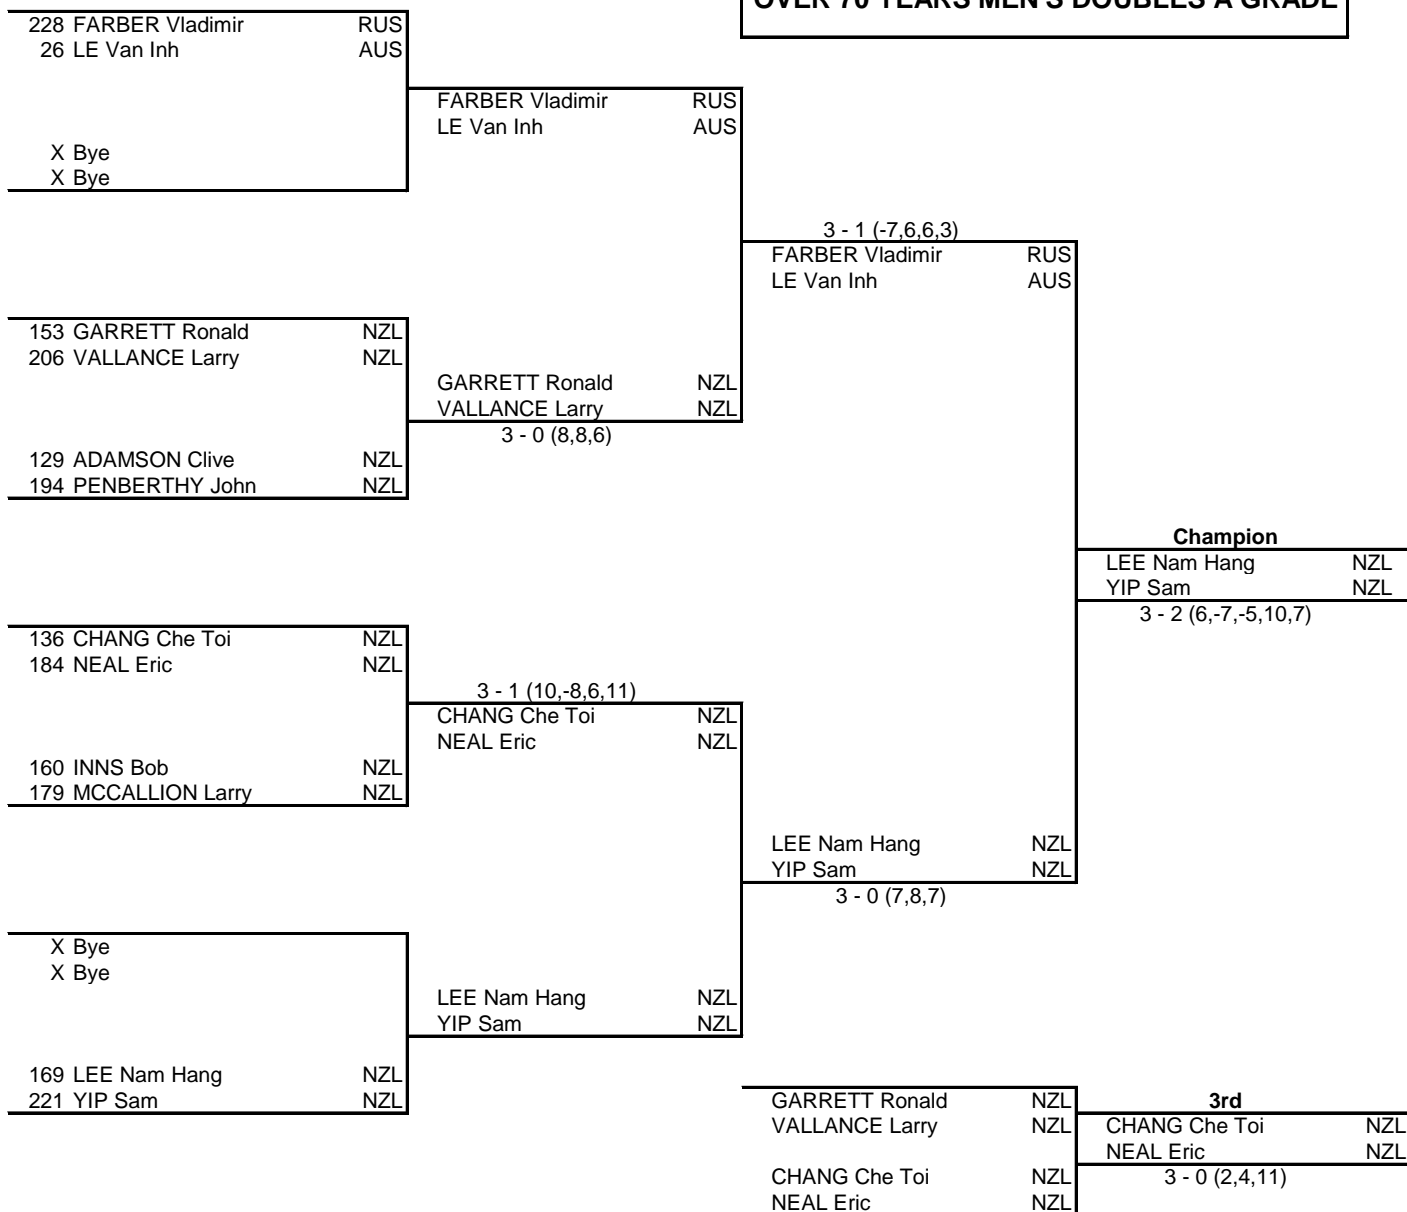 OVER 70 YEARS MEN'S DOUBLES A GRADE
228 FARBER Vladimir RUS
26 LE Van Inh AUS
FARBER Vladimir RUS
LE Van Inh AUS
X Bye
X Bye
3 - 1 (-7,6,6,3)
FARBER Vladimir RUS
LE Van Inh AUS
153 GARRETT Ronald NZL
206 VALLANCE Larry NZL
GARRETT Ronald NZL
VALLANCE Larry NZL
3 - 0 (8,8,6)
129 ADAMSON Clive NZL
194 PENBERTHY John NZL
Champion
LEE Nam Hang NZL
YIP Sam NZL
3 - 2 (6,-7,-5,10,7)
136 CHANG Che Toi NZL
184 NEAL Eric NZL
3 - 1 (10,-8,6,11)
CHANG Che Toi NZL
NEAL Eric NZL
160 INNS Bob NZL
179 MCCALLION Larry NZL
LEE Nam Hang NZL
YIP Sam NZL
3 - 0 (7,8,7)
X Bye
X Bye
LEE Nam Hang NZL
YIP Sam NZL
169 LEE Nam Hang NZL
221 YIP Sam NZL
GARRETT Ronald NZL
VALLANCE Larry NZL
3rd
CHANG Che Toi NZL
NEAL Eric NZL
3 - 0 (2,4,11)
CHANG Che Toi NZL
NEAL Eric NZL